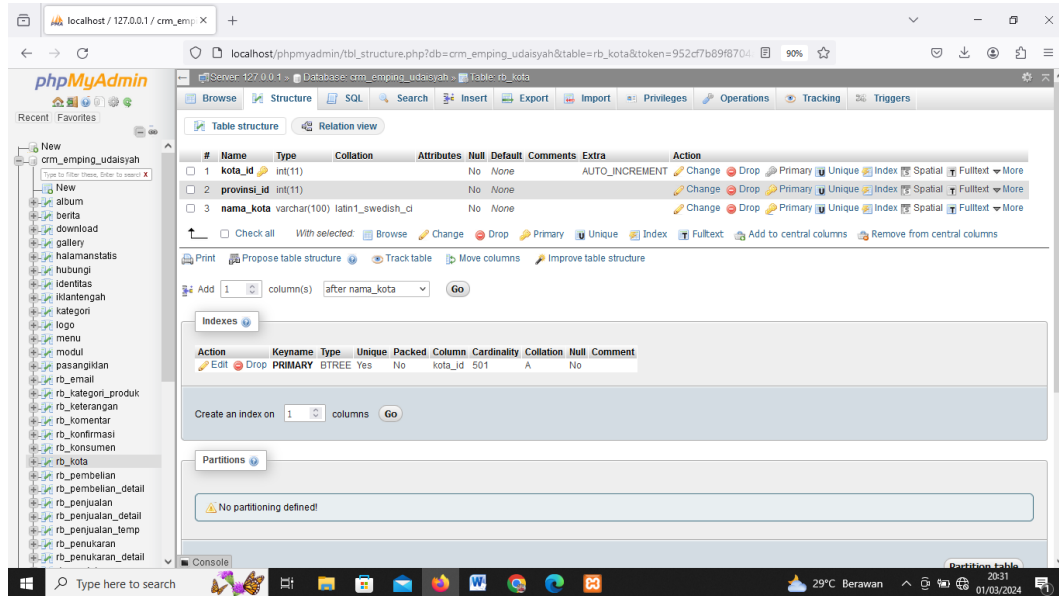 localhost / 127.0.0.1 / crm_emp
localhost/phpmyadmin/tbl_structure.php?db=crm_emping_udaisyah&table=rb_kota&token=952cf7b89f8704
90%
phpMyAdmin
Recent Favorites
New
crm_emping_udaisyah
Type to filter these, Enter to search X
New
album
berita
download
gallery
halamanstatis
hubungi
identitas
iklantengah
kategori
logo
menu
modul
pasangiklan
rb_email
rb_kategori_produk
rb_keterangan
rb_komentar
rb_konfirmasi
rb_konsumen
rb_kota
rb_pembelian
rb_pembelian_detail
rb_penjualan
rb_penjualan_detail
rb_penjualan_temp
rb_penukaran
rb_penukaran_detail
Server: 127.0.0.1 » Database: crm_emping_udaisyah » Table: rb_kota
Browse Structure SQL Search Insert Export Import Privileges Operations Tracking Triggers
Table structure Relation view
# Name Type Collation Attributes Null Default Comments Extra Action
1 kota_id int(11) No None AUTO_INCREMENT Change Drop Primary Unique Index Spatial Fulltext More
2 provinsi_id int(11) No None Change Drop Primary Unique Index Spatial Fulltext More
3 nama_kota varchar(100) latin1_swedish_ci No None Change Drop Primary Unique Index Spatial Fulltext More
Check all With selected: Browse Change Drop Primary Unique Index Fulltext Add to central columns Remove from central columns
Print Propose table structure Track table Move columns Improve table structure
Add 1 column(s) after nama_kota Go
Indexes
Action Keyname Type Unique Packed Column Cardinality Collation Null Comment
Edit Drop PRIMARY BTREE Yes No kota_id 501 A No
Create an index on 1 columns Go
Partitions
No partitioning defined!
Partition table
Console
Type here to search
29°C Berawan
20:31
01/03/2024